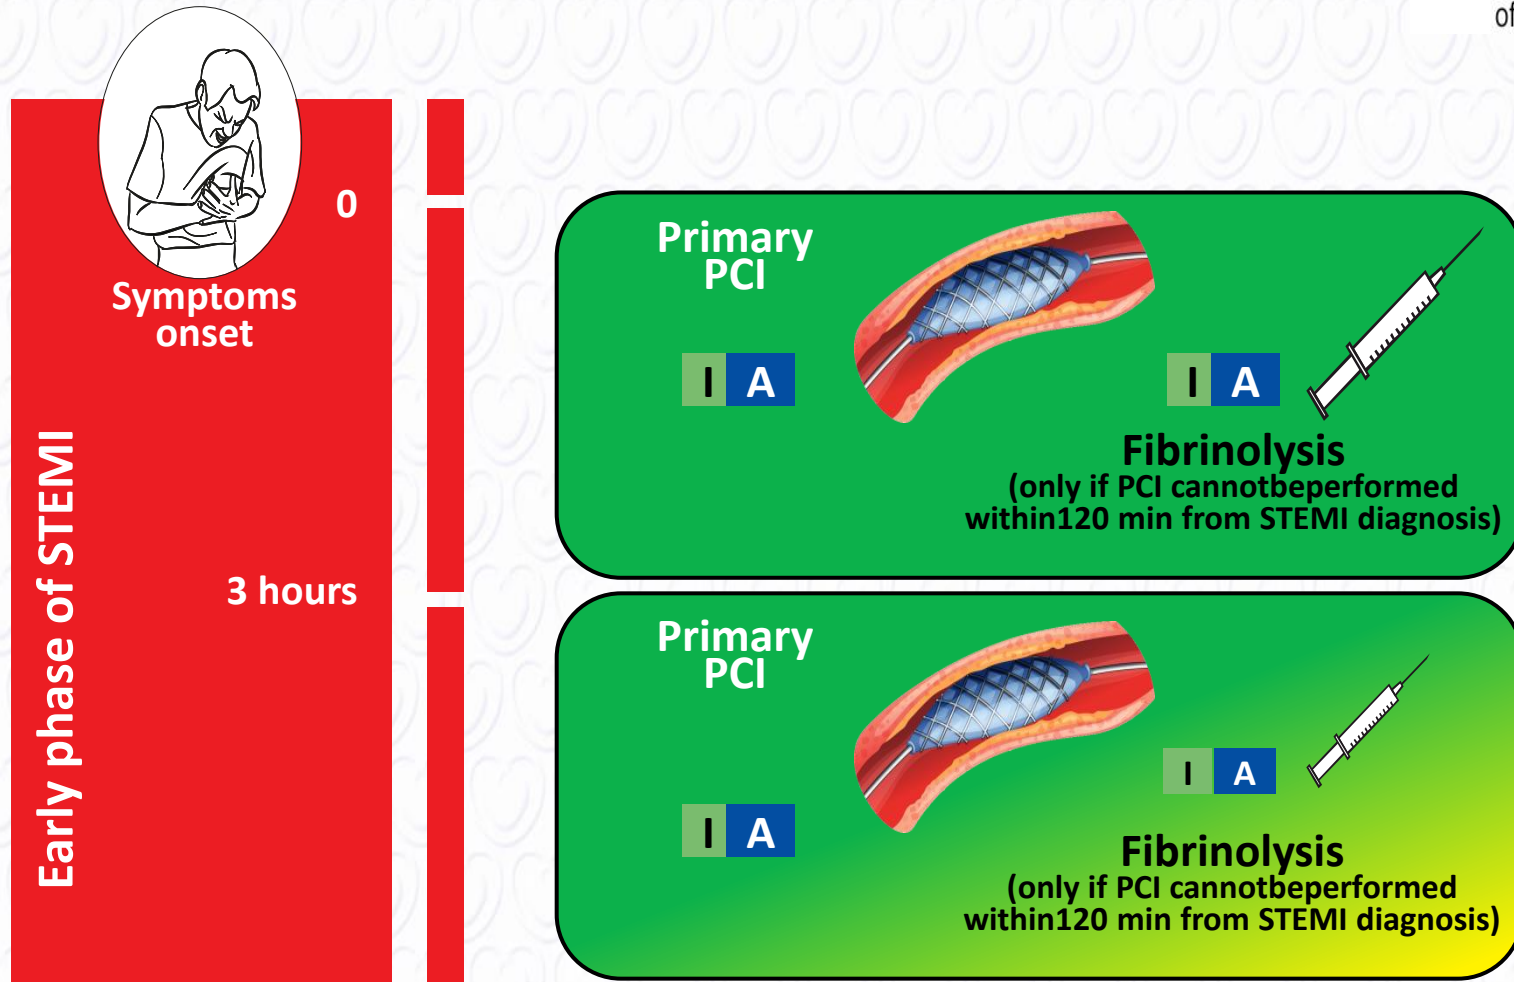 of
0
Symptoms
onset
Early phase of STEMI
3 hours
Primary
PCI
I A
I A
Fibrinolysis
(only if PCI cannotbeperformed
within120 min from STEMI diagnosis)
Primary
PCI
I A
I A
Fibrinolysis
(only if PCI cannotbeperformed
within120 min from STEMI diagnosis)